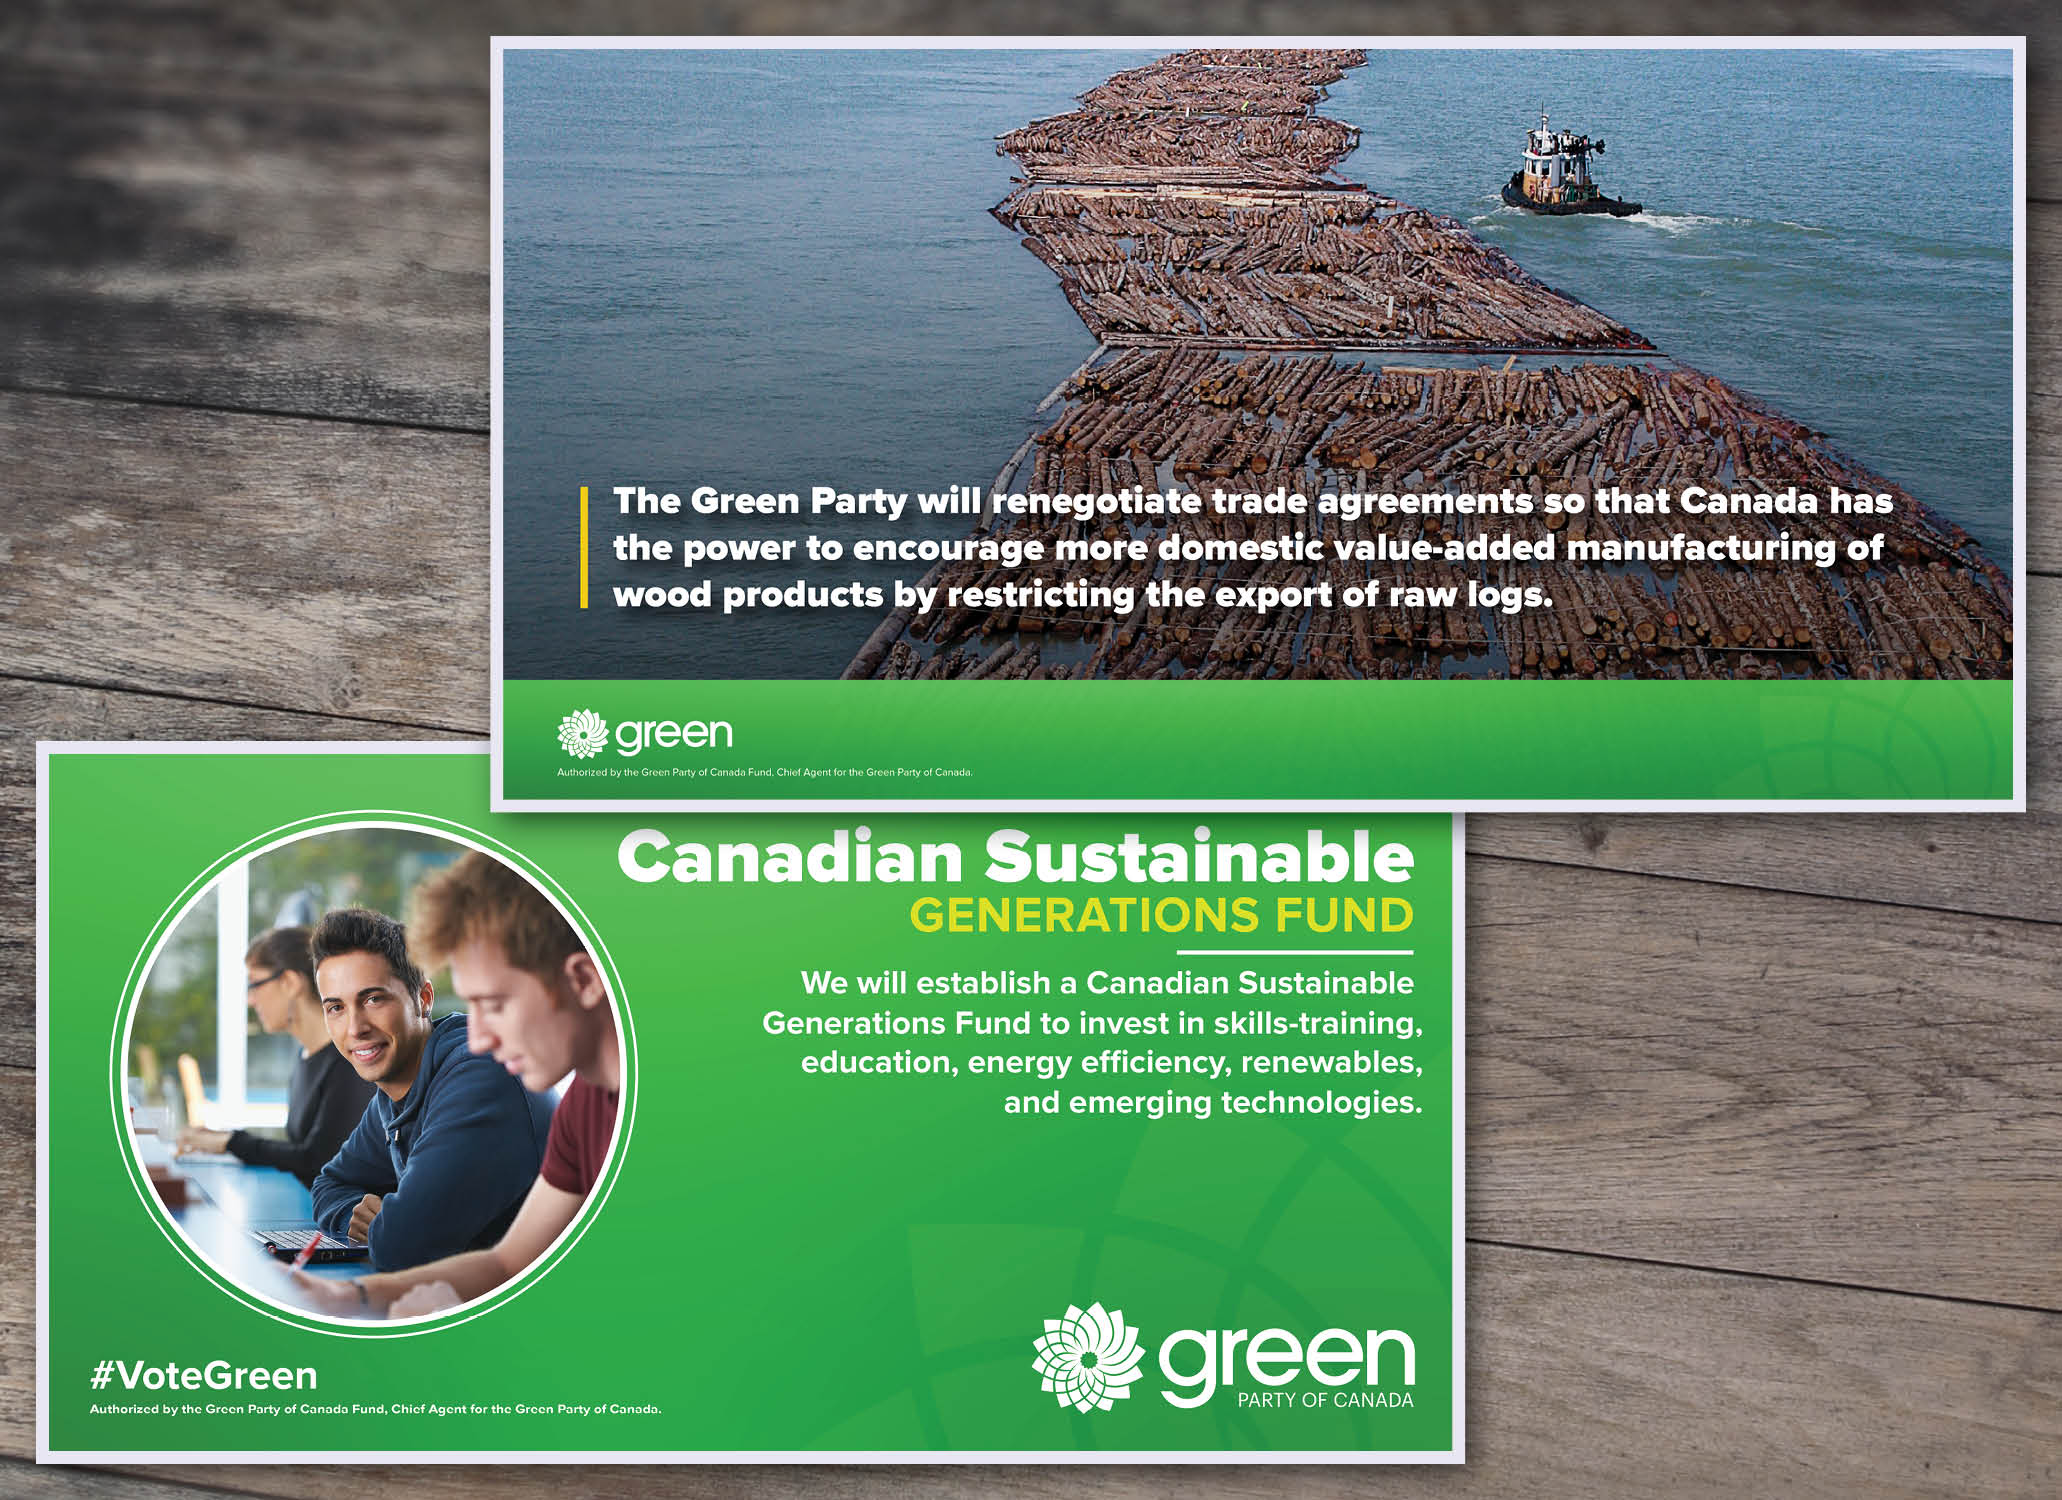 The Green Party will renegotiate trade agreements so that Canada has
the power to encourage more domestic value-added manufacturing of
wood products by restricting the export of raw logs.
green
Authorized by the Green Party of Canada Fund, Chief Agent for the Green Party of Canada.
Canadian Sustainable
GENERATIONS FUND
We will establish a Canadian Sustainable
Generations Fund to invest in skills-training,
education, energy efficiency, renewables,
and emerging technologies.
#VoteGreen
Authorized by the Green Party of Canada Fund, Chief Agent for the Green Party of Canada.
green
PARTY OF CANADA